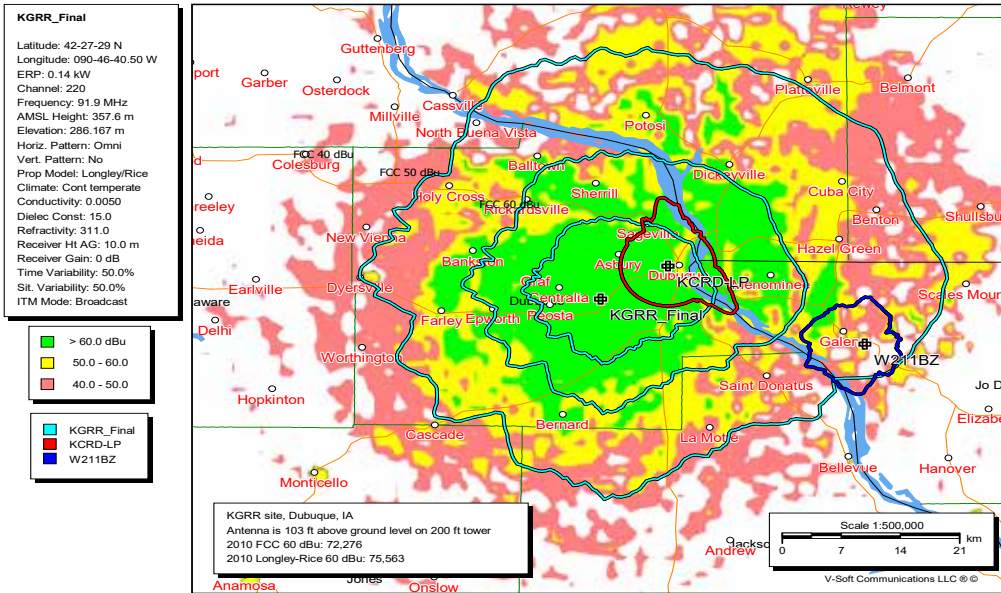 KGRR_Final
Latitude: 42-27-29 N
Longitude: 090-46-40.50 W
ERP: 0.14 kW
Channel: 220
Frequency: 91.9 MHz
AMSL Height: 357.6 m
Elevation: 286.167 m
Horiz. Pattern: Omni
Vert. Pattern: No
Prop Model: Longley/Rice
Climate: Cont temperate
Conductivity: 0.0050
Dielec Const: 15.0
Refractivity: 311.0
Receiver Ht AG: 10.0 m
Receiver Gain: 0 dB
Time Variability: 50.0%
Sit. Variability: 50.0%
ITM Mode: Broadcast
> 60.0 dBu
50.0 - 60.0
40.0 - 50.0
KGRR_Final
KCRD-LP
W211BZ
Guttenberg
port
Garber
Osterdock
Cassville
Millville
North Buena Vista
Potosi
Platteville
Belmont
FCC 40 dBu
Colesburg
FCC 50 dBu
Balltown
Dickeyville
Holy Cross
Sherrill
Cuba City
reeley
FCC 60 dBu
Rickardsville
Benton
Shullsbu
neida
New Vienna
Sageville
Hazel Green
Bankston
Asbury
Dubuque
Menominee
Earlville
Dyersville
Graf
KCRD-LP
Scales Moun
aware
Centralia
Delhi
Farley
Epworth
Peosta
KGRR_Final
Galena
W211BZ
Worthington
Saint Donatus
Hopkinton
Jo D
Bernard
Elizabe
Cascade
La Motte
Bellevue
Hanover
Monticello
KGRR site, Dubuque, IA
Antenna is 103 ft above ground level on 200 ft tower
2010 FCC 60 dBu: 72,276
2010 Longley-Rice 60 dBu: 75,563
Scale 1:500,000
0 7 14 21 km
Andrew
Jackso
V-Soft Communications LLC ® ©
Anamosa
Jones
Onslow